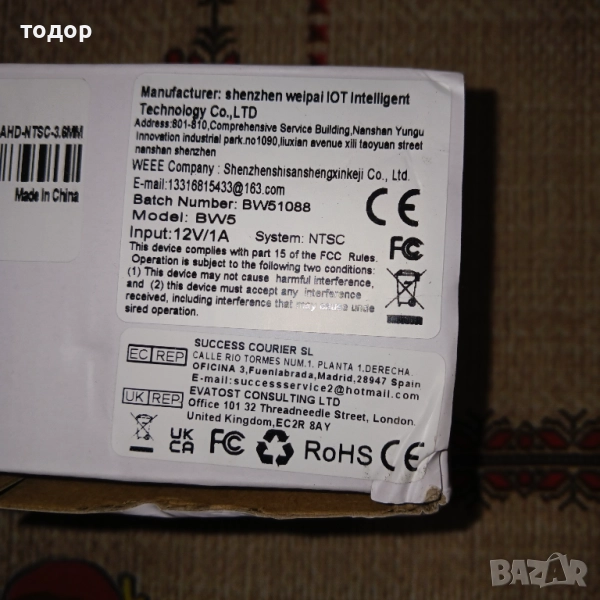 тодор
AHD-NTSC-3.6MM
Made In China
Manufacturer: shenzhen weipai IOT Intelligent
Technology Co.,LTD
Address:801-810,Comprehensive Service Building,Nanshan Yungu
Innovation industrial park.no1090,liuxian avenue xili taoyuan street
nanshan shenzhen
WEEE Company : Shenzhenshisanshengxinkeji Co., Ltd.
E-mail:13316815433@163.com
Batch Number: BW51088
Model: BW5
Input:12V/1A System: NTSC
CE
FC
This device complies with part 15 of the FCC Rules.
Operation is subject to the following two conditions:
(1) This device may not cause harmful interference,
and (2) this device must accept any interference
received, including interference that may cause unde
sired operation.
EC REP
SUCCESS COURIER SL
CALLE RIO TORMES NUM.1. PLANTA 1.DERECHA.
OFICINA 3,Fuenlabrada,Madrid,28947 Spain
E-mail:successservice2@hotmail.com
UK REP
EVATOST CONSULTING LTD
Office 101 32 Threadneedle Street, London.
United Kingdom,EC2R 8AY
UK CA FC RoHS CE
BAZAR